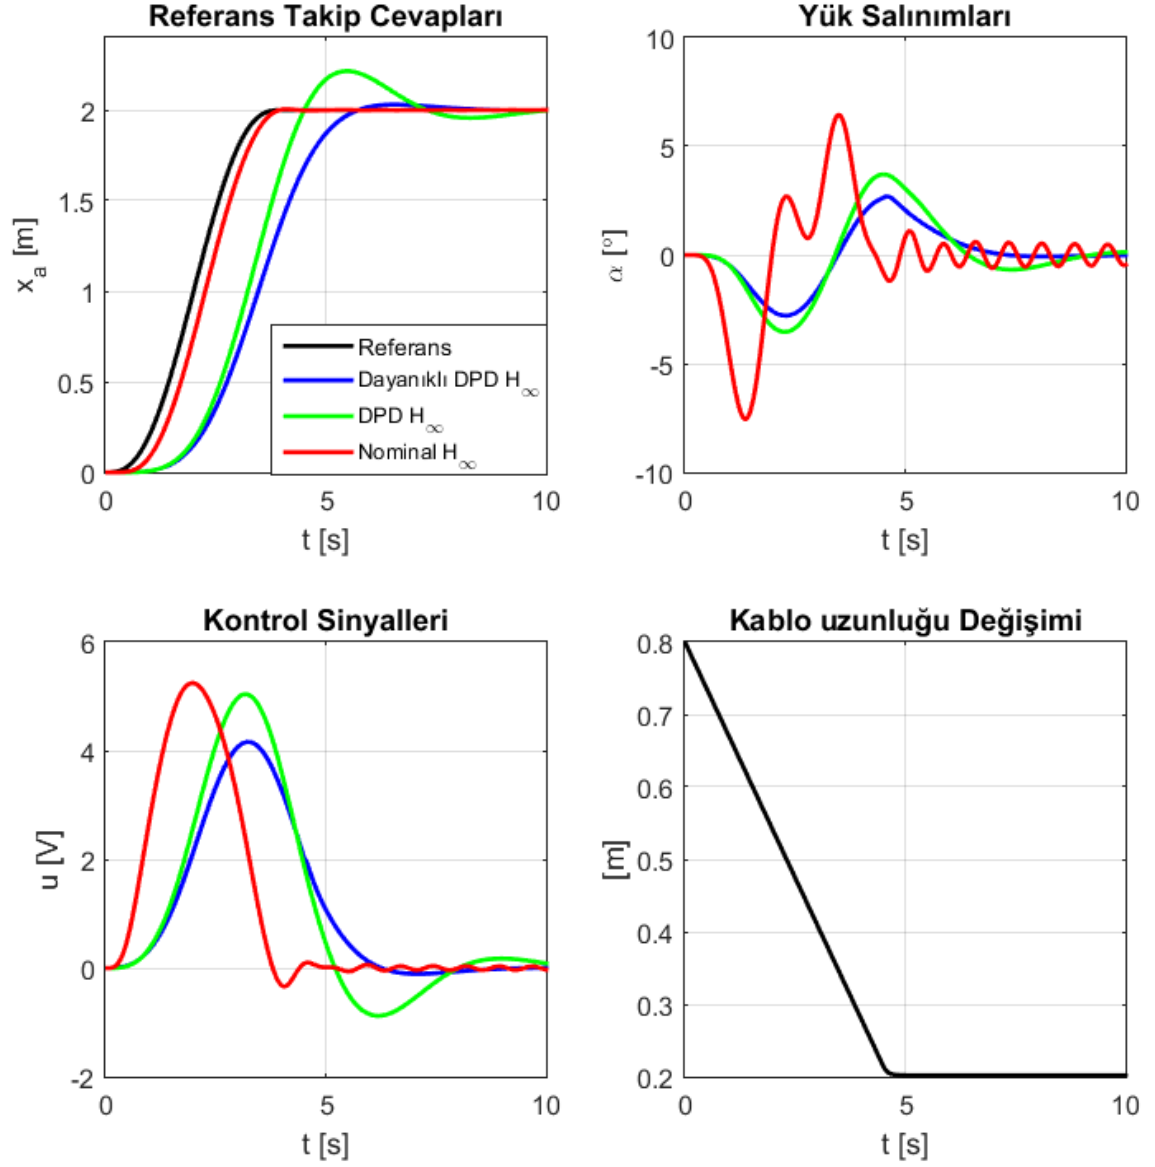 Referans Takip Cevapları
2
1.5
1
0.5
0
x_a [m]
0 5 10
t [s]
Referans
Dayanıklı DPD H∞
DPD H∞
Nominal H∞
Yük Salınımları
10
5
0
-5
-10
α [°]
0 5 10
t [s]
Kontrol Sinyalleri
6
4
2
0
-2
u [V]
0 5 10
t [s]
Kablo uzunluğu Değişimi
0.8
0.7
0.6
0.5
0.4
0.3
0.2
[m]
0 5 10
t [s]